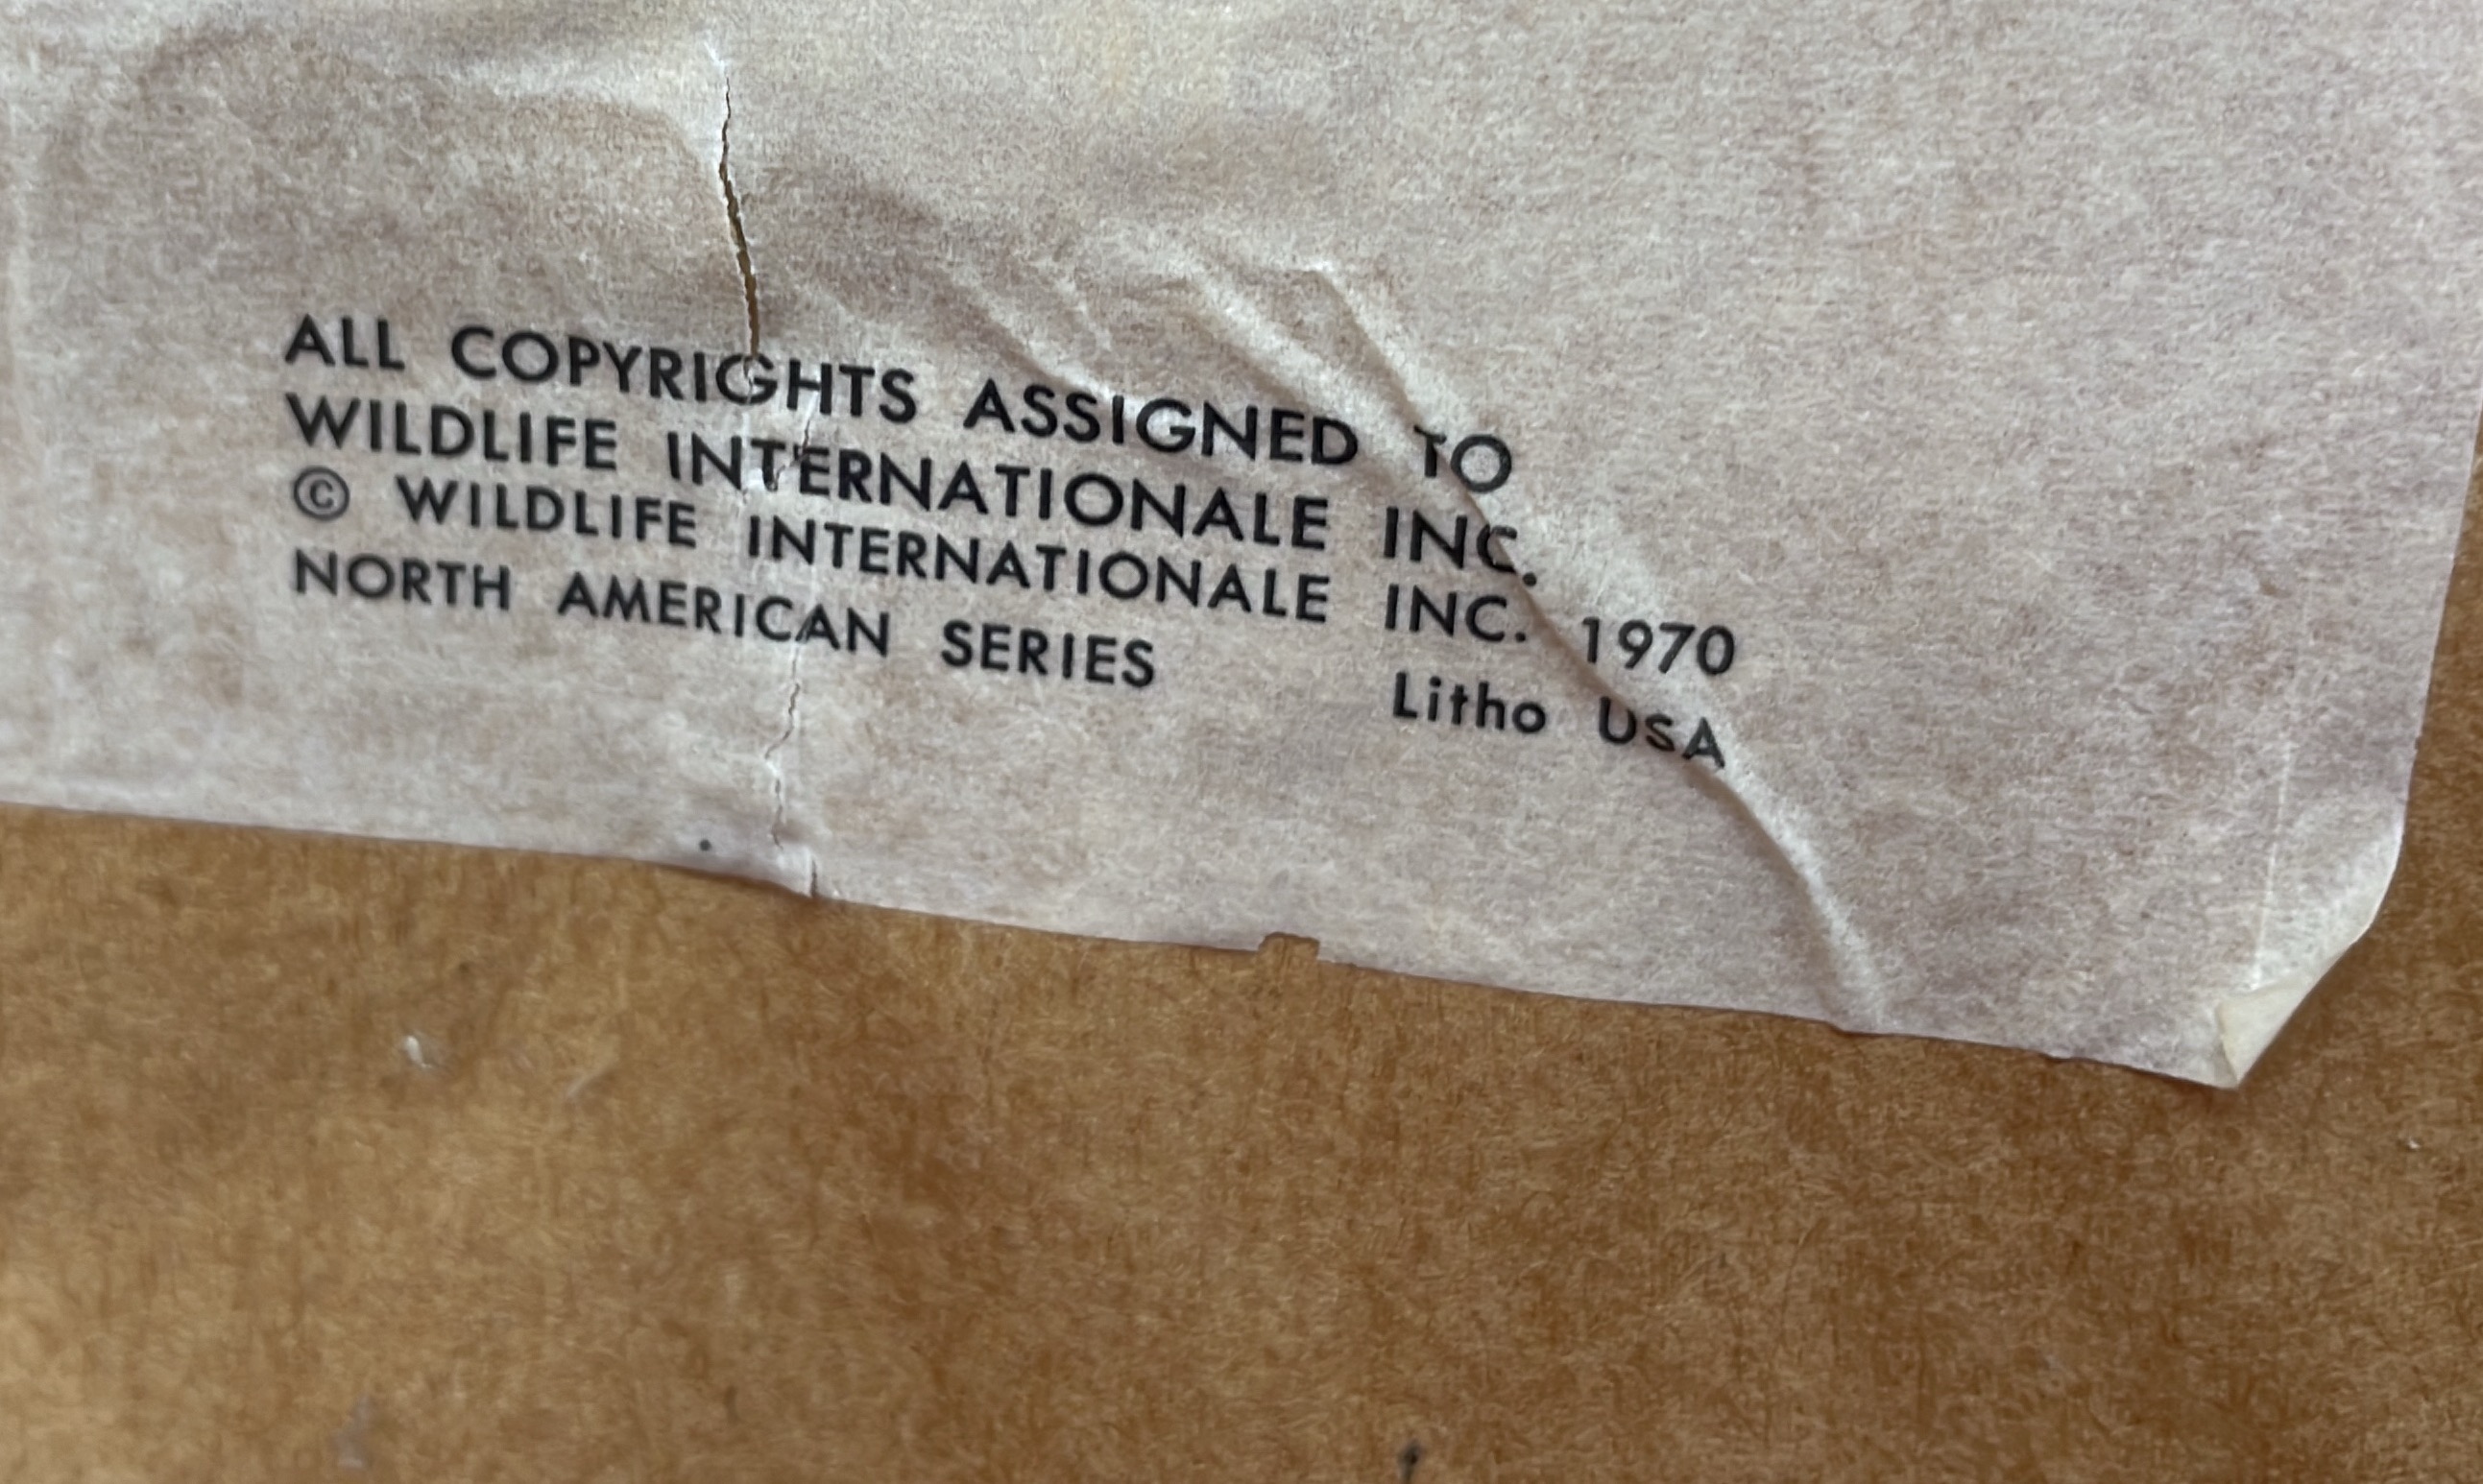 ALL COPYRIGHTS ASSIGNED TO
WILDLIFE INTERNATIONALE INC.
© WILDLIFE INTERNATIONALE INC. 1970
NORTH AMERICAN SERIES Litho USA